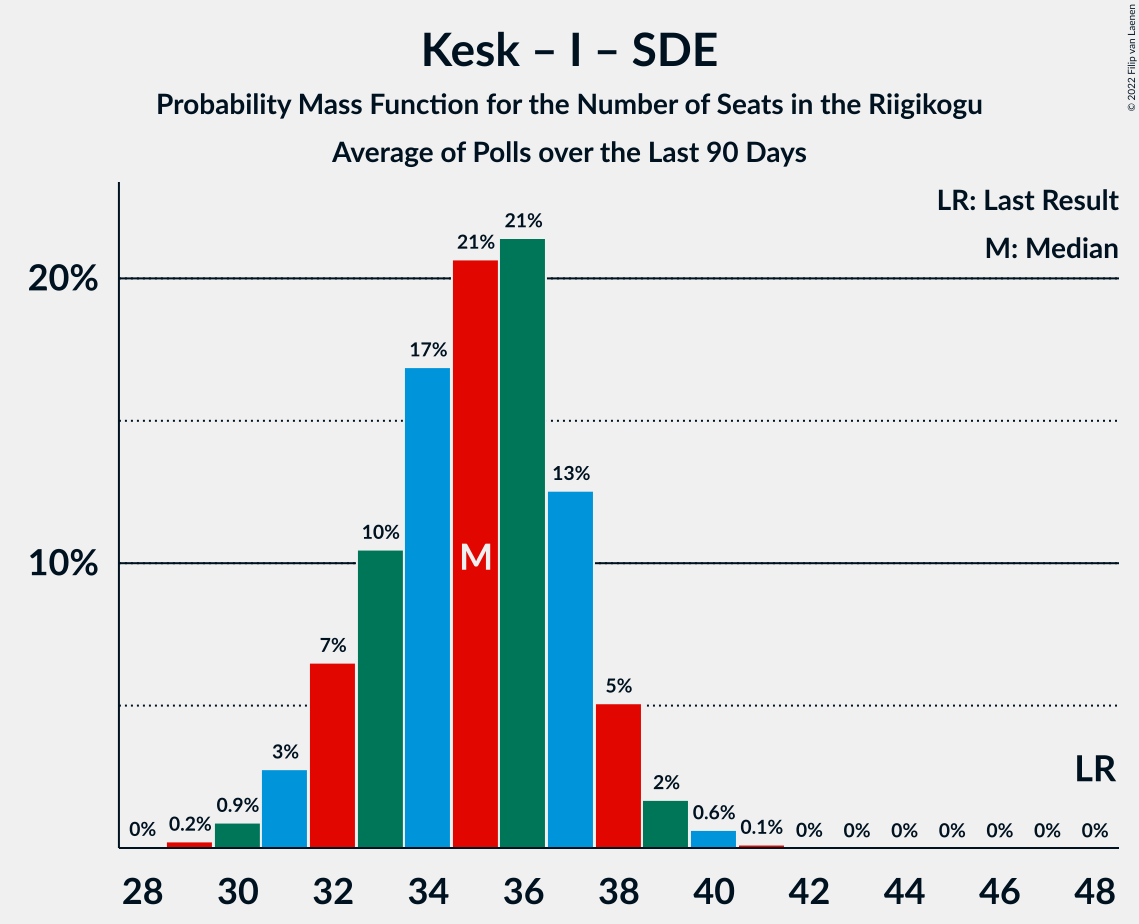 Kesk – I – SDE
Probability Mass Function for the Number of Seats in the Riigikogu
Average of Polls over the Last 90 Days
© 2022 Filip van Laenen
LR: Last Result
M: Median
20%
10%
0% 0.2% 0.9% 3% 7% 10% 17% 21% 21% 13% 5% 2% 0.6% 0.1% 0% 0% 0% 0% 0% 0% 0%
M
LR
28 30 32 34 36 38 40 42 44 46 48